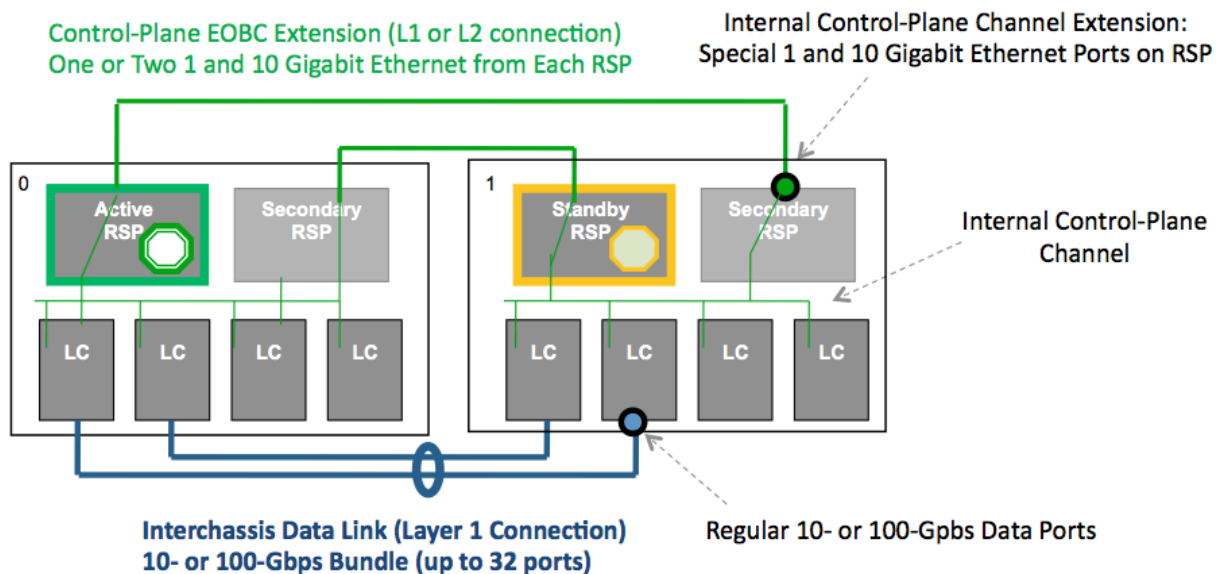 Control-Plane EOBC Extension (L1 or L2 connection)
One or Two 1 and 10 Gigabit Ethernet from Each RSP
Internal Control-Plane Channel Extension:
Special 1 and 10 Gigabit Ethernet Ports on RSP
0
Active
RSP
Secondary
RSP
1
Standby
RSP
Secondary
RSP
Internal Control-Plane
Channel
LC
LC
LC
LC
LC
LC
LC
LC
Interchassis Data Link (Layer 1 Connection)
10- or 100-Gbps Bundle (up to 32 ports)
Regular 10- or 100-Gpbs Data Ports